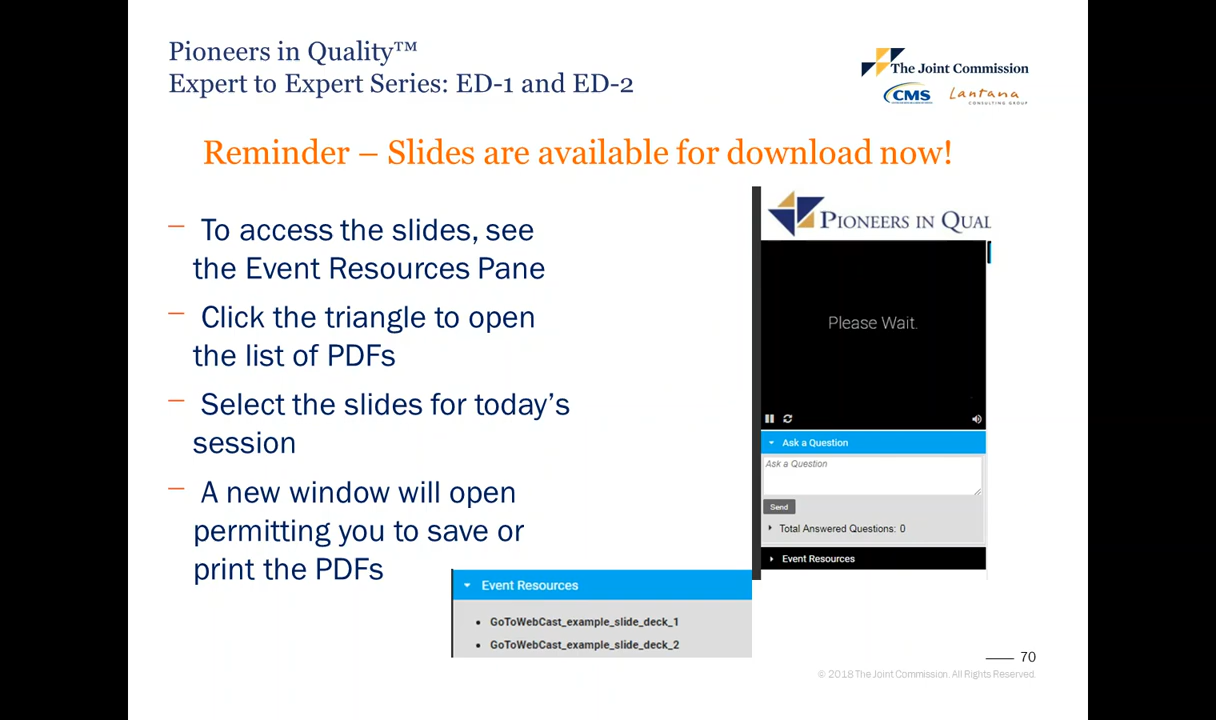 Pioneers in Quality™
Expert to Expert Series: ED-1 and ED-2
The Joint Commission
CMS
Lantana
CONSULTING GROUP
Reminder – Slides are available for download now!
– To access the slides, see
the Event Resources Pane
– Click the triangle to open
the list of PDFs
– Select the slides for today’s
session
– A new window will open
permitting you to save or
print the PDFs
PIONEERS IN QUAL
Please Wait.
Ask a Question
Ask a Question
Send
Total Answered Questions: 0
Event Resources
Event Resources
• GoToWebCast_example_slide_deck_1
• GoToWebCast_example_slide_deck_2
70
© 2018 The Joint Commission. All Rights Reserved.